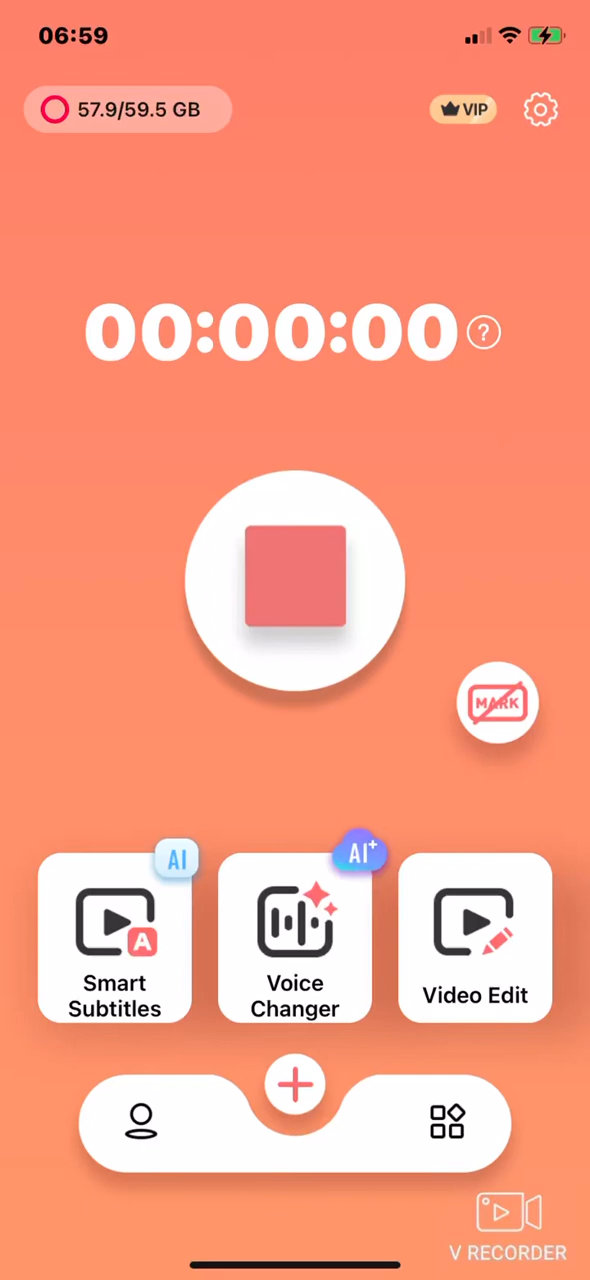 06:59
57.9/59.5 GB
VIP
00:00:00
?
MARK
AI
AI+
A
Smart
Subtitles
Voice
Changer
Video Edit
V RECORDER